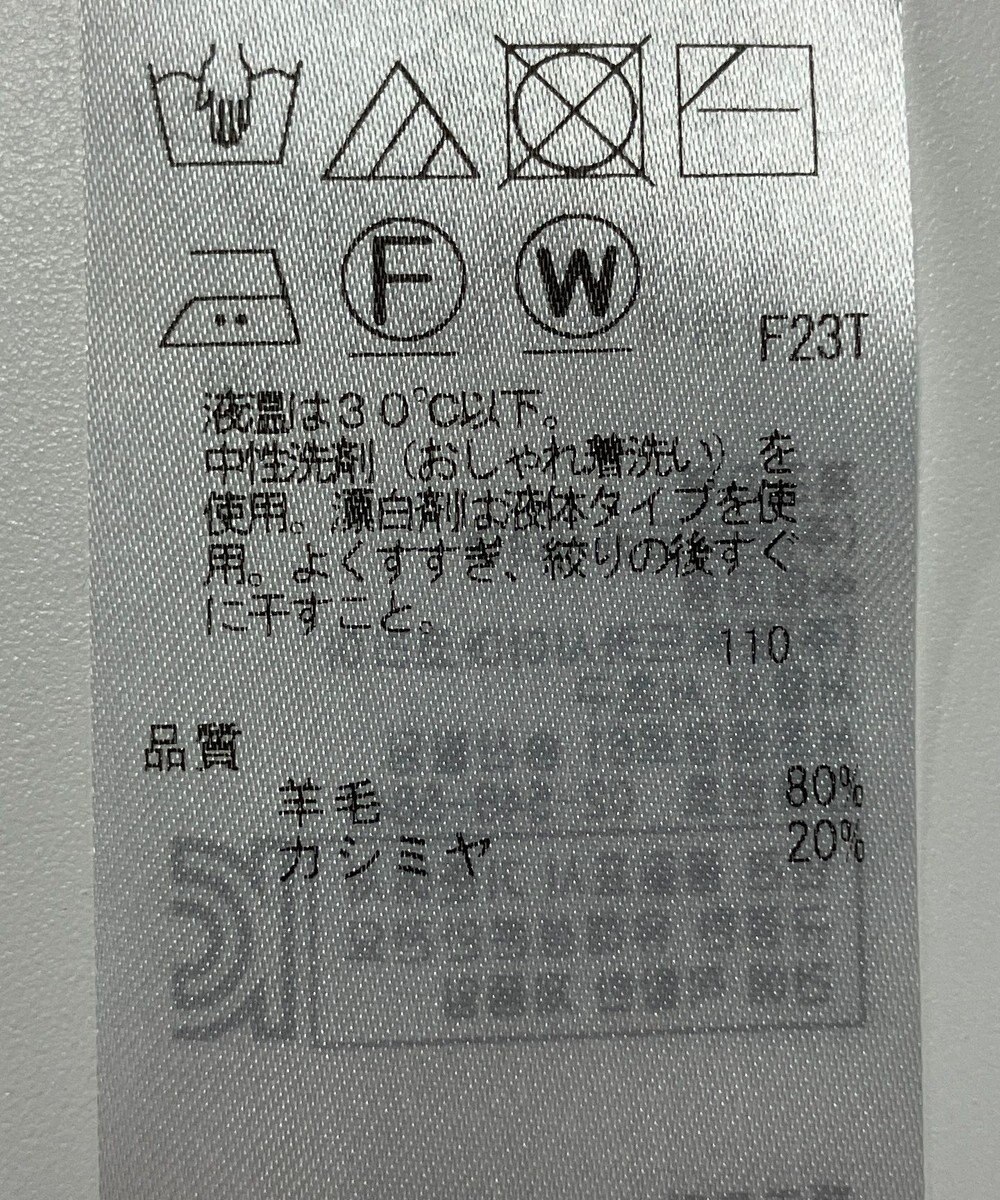 F
W
F23T
液温は30℃以下。
中性洗剤（おしゃれ着洗い）を
使用。漂白剤は液体タイプを使
用。よくすすぎ、絞りの後すぐ
に干すこと。
110
品質
羊毛 80%
カシミヤ 20%